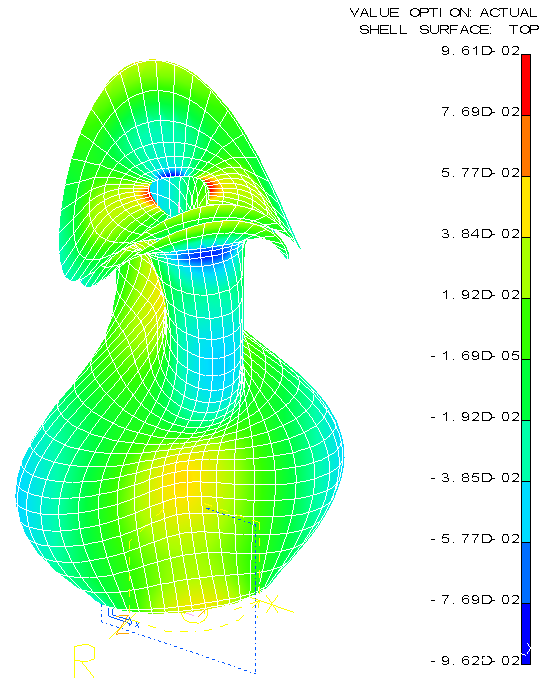 VALUE OPTION: ACTUAL
SHELL SURFACE: TOP
9.61D-02
7.69D-02
5.77D-02
3.84D-02
1.92D-02
-1.69D-05
-1.92D-02
-3.85D-02
-5.77D-02
-7.69D-02
-9.62D-02
R